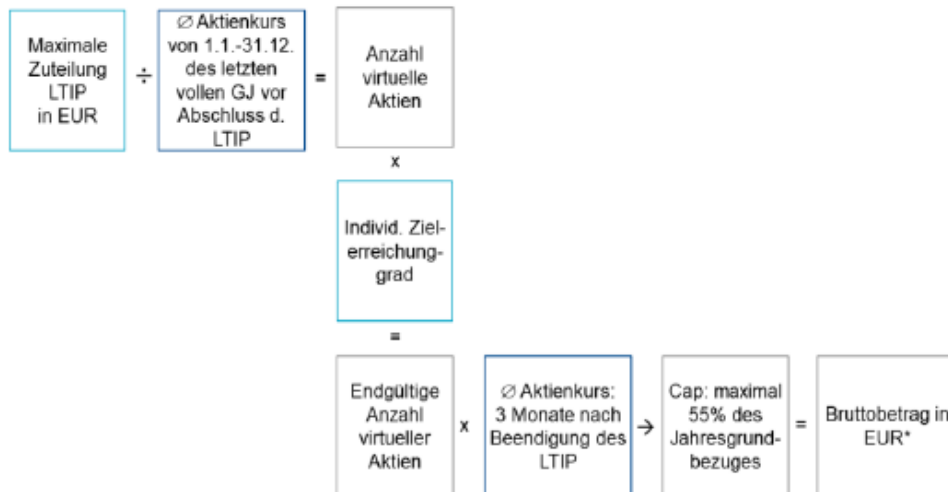 Maximale
Zuteilung
LTIP
in EUR
÷
∅ Aktienkurs
von 1.1.-31.12.
des letzten
vollen GJ vor
Abschluss d.
LTIP
=
Anzahl
virtuelle
Aktien
x
Individ. Ziel-
erreichung-
grad
=
Endgültige
Anzahl
virtueller
Aktien
x
∅ Aktienkurs:
3 Monate nach
Beendigung des
LTIP
→
Cap: maximal
55% des
Jahresgrund-
bezuges
=
Bruttobetrag in
EUR*